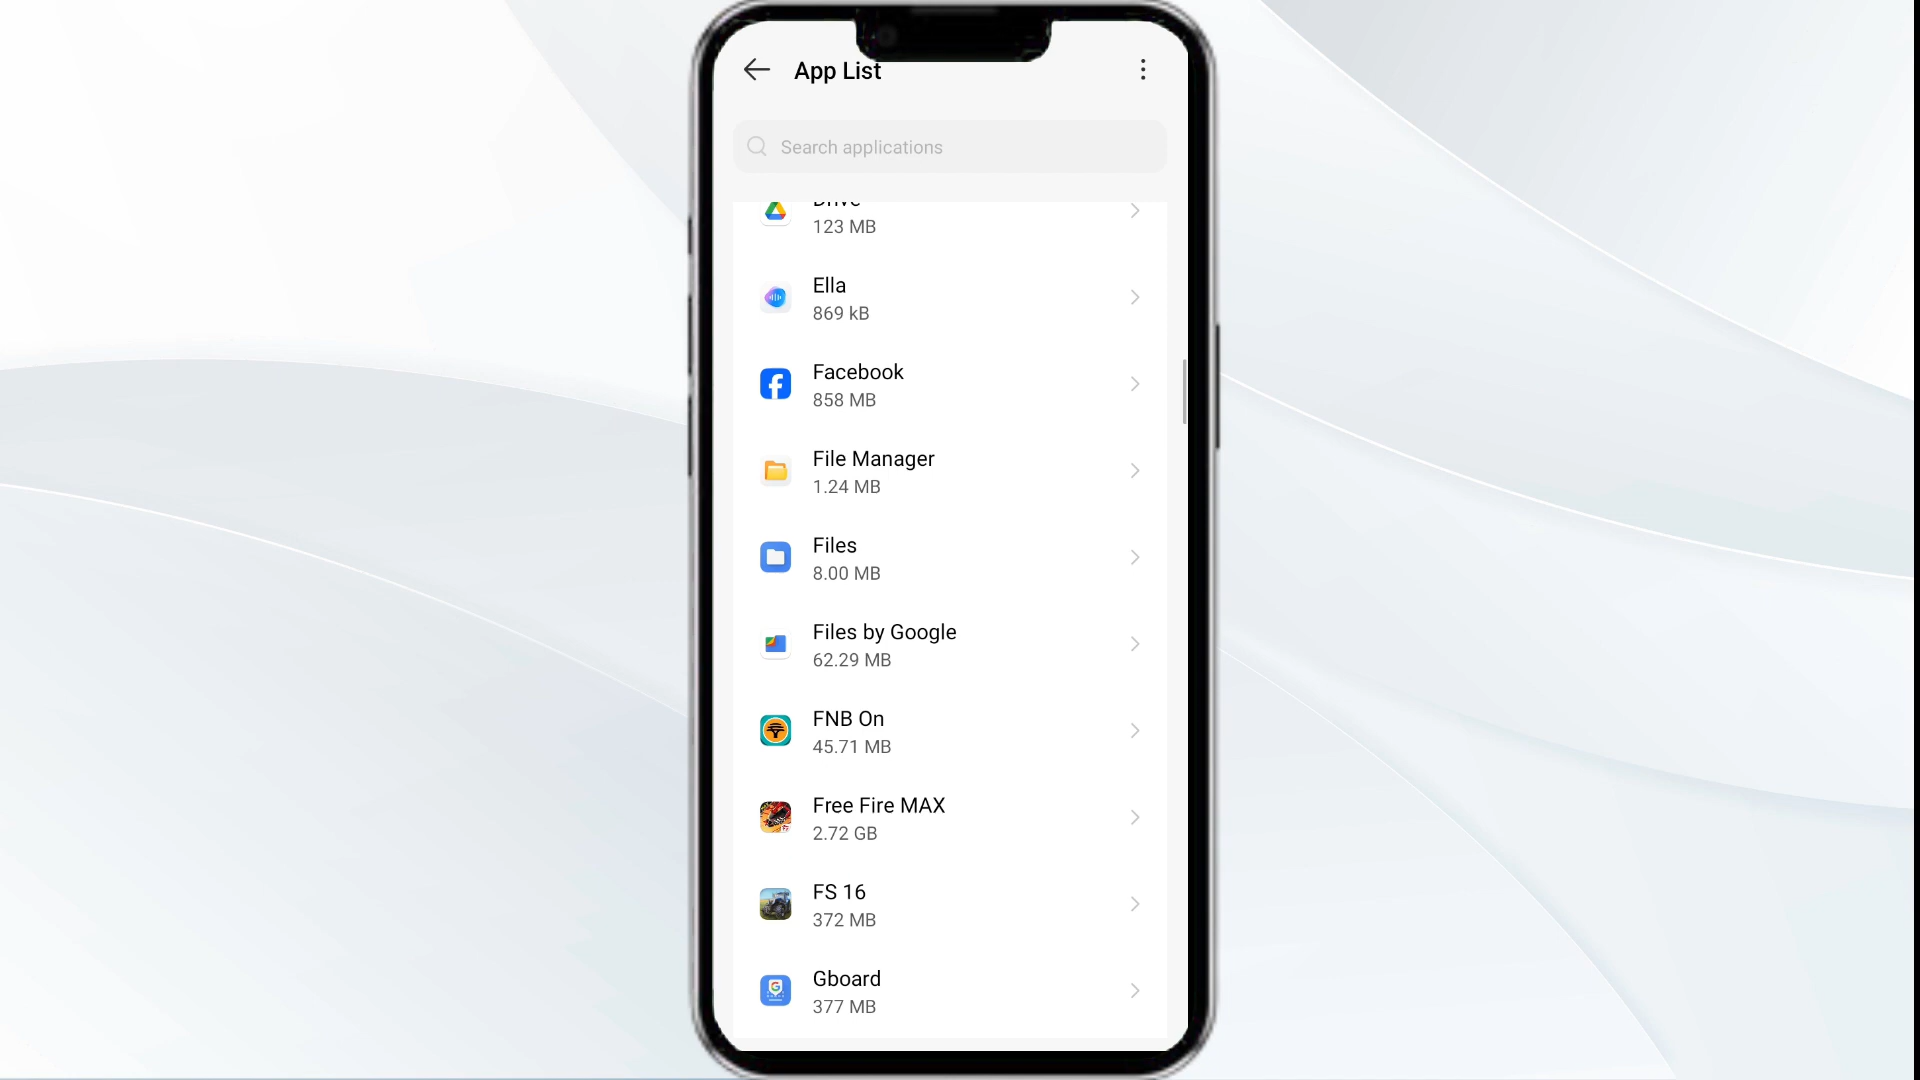 App List
Search applications
Drive
123 MB
Ella
869 kB
Facebook
858 MB
File Manager
1.24 MB
Files
8.00 MB
Files by Google
62.29 MB
FNB On
45.71 MB
Free Fire MAX
2.72 GB
FS 16
372 MB
Gboard
377 MB